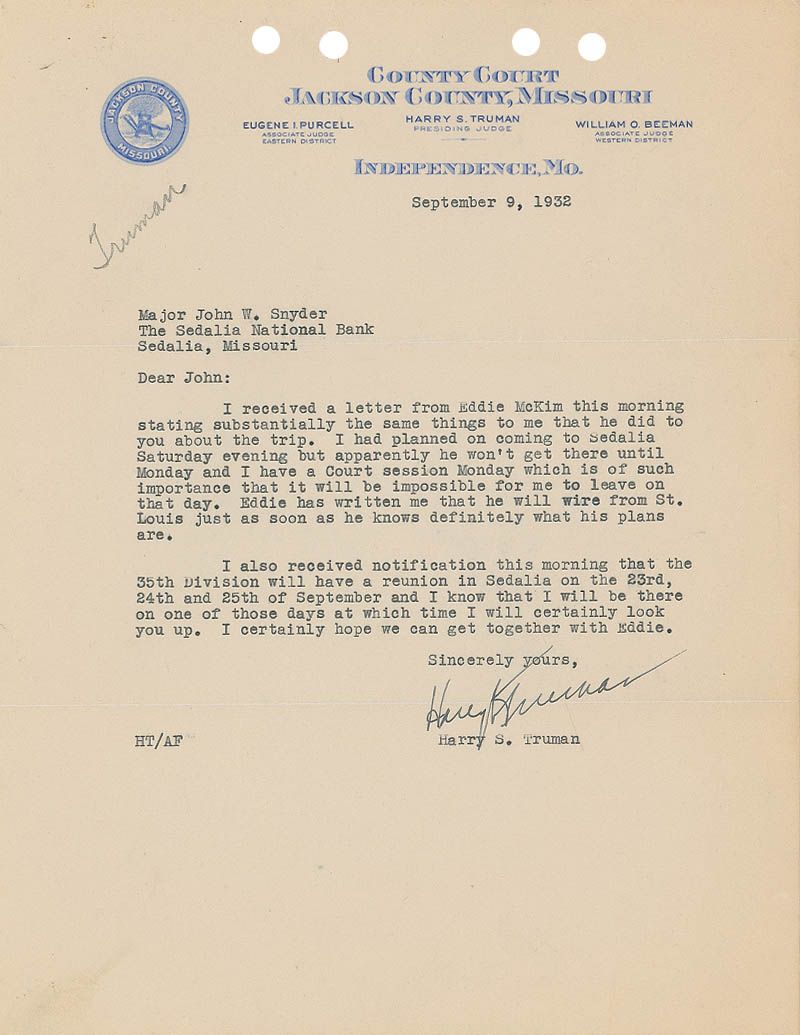 COUNTY COURT
JACKSON COUNTY, MISSOURI
JACKSON COUNTY
MISSOURI.
EUGENE I. PURCELL
ASSOCIATE JUDGE
EASTERN DISTRICT
HARRY S. TRUMAN
PRESIDING JUDGE
WILLIAM O. BEEMAN
ASSOCIATE JUDGE
WESTERN DISTRICT
INDEPENDENCE, MO.
September 9, 1932
Truman
Major John W. Snyder
The Sedalia National Bank
Sedalia, Missouri
Dear John:
I received a letter from Eddie McKim this morning
stating substantially the same things to me that he did to
you about the trip. I had planned on coming to Sedalia
Saturday evening but apparently he won't get there until
Monday and I have a Court session Monday which is of such
importance that it will be impossible for me to leave on
that day. Eddie has written me that he will wire from St.
Louis just as soon as he knows definitely what his plans
are.
I also received notification this morning that the
35th Division will have a reunion in Sedalia on the 23rd,
24th and 25th of September and I know that I will be there
on one of those days at which time I will certainly look
you up. I certainly hope we can get together with Eddie.
Sincerely yours,
Harry S. Truman
HT/AF
Harry S. Truman